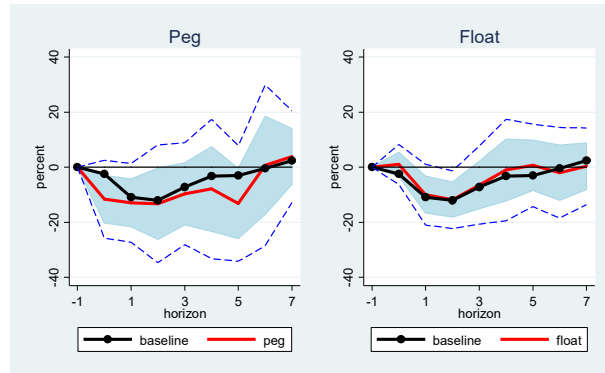 Peg
Float
40
20
0
-20
-40
percent
-1
1
3
5
7
horizon
baseline
peg
40
20
0
-20
-40
percent
-1
1
3
5
7
horizon
baseline
float